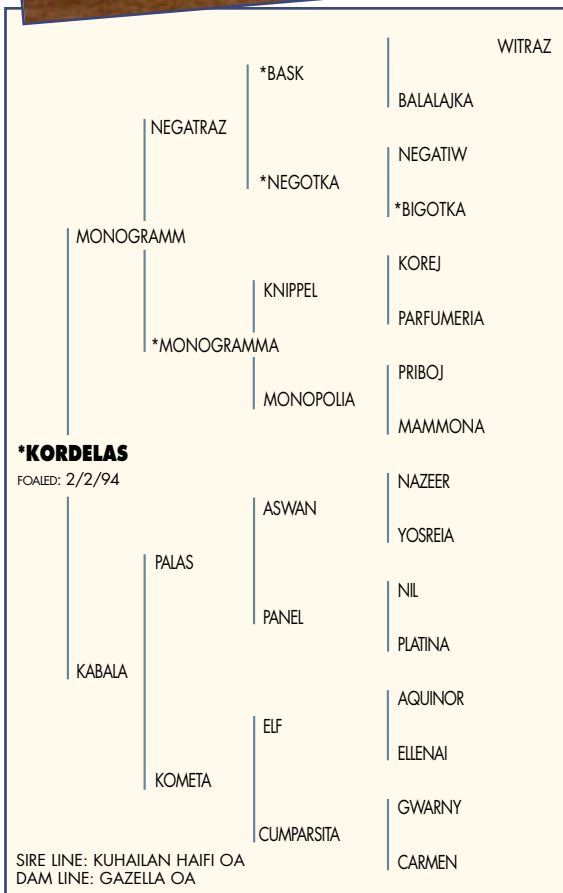 WITRAZ
*BASK
BALALAJKA
NEGATRAZ
NEGATIW
*NEGOTKA
*BIGOTKA
MONOGRAMM
KOREJ
KNIPPEL
PARFUMERIA
*MONOGRAMMA
PRIBOJ
MONOPOLIA
MAMMONA
*KORDELAS
FOALED: 2/2/94
NAZEER
ASWAN
YOSREIA
PALAS
NIL
PANEL
PLATINA
KABALA
AQUINOR
ELF
ELLENAI
KOMETA
GWARNY
CUMPARSITA
CARMEN
SIRE LINE: KUHAILAN HAIFI OA
DAM LINE: GAZELLA OA